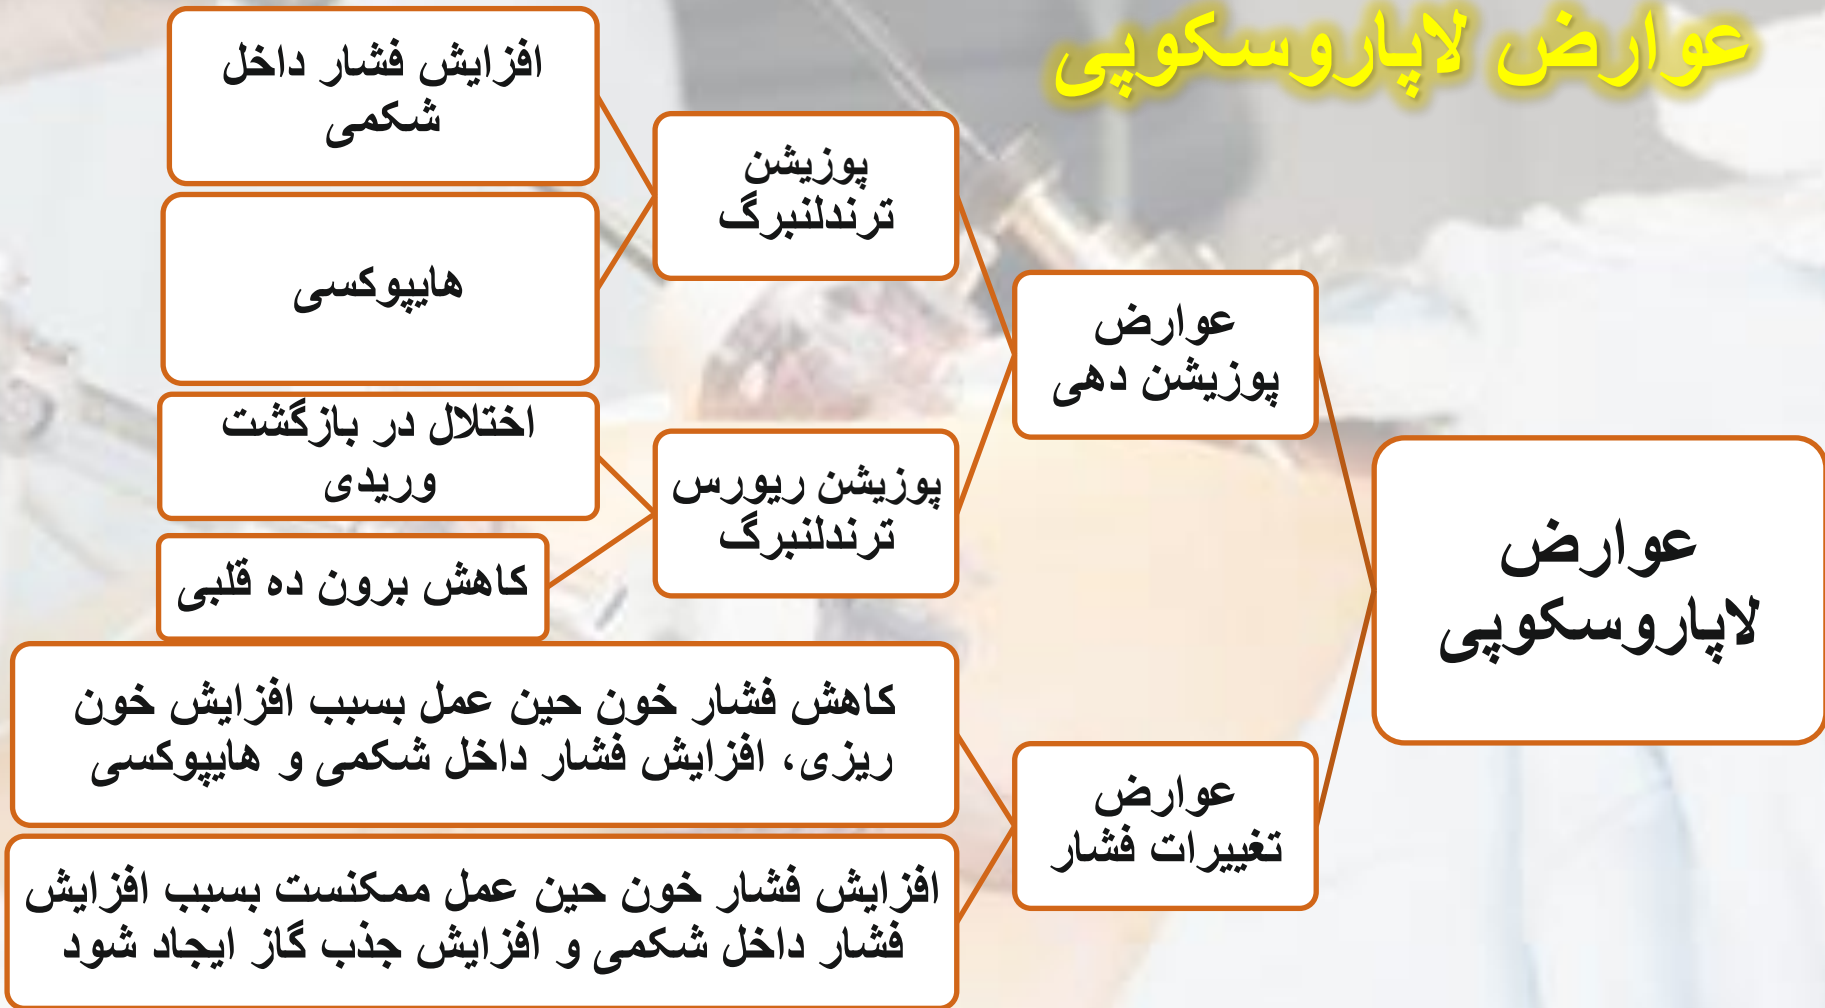 عوارض لاپاروسکوپی
عوارض
لاپاروسکوپی
عوارض
پوزیشن دهی
پوزیشن
ترندلنبرگ
افزایش فشار داخل
شکمی
هایپوکسی
پوزیشن ریورس
ترندلنبرگ
اختلال در بازگشت
وریدی
کاهش برون ده قلبی
عوارض
تغییرات فشار
کاهش فشار خون حین عمل بسبب افزایش خون
ریزی، افزایش فشار داخل شکمی و هایپوکسی
افزایش فشار خون حین عمل ممکنست بسبب افزایش
فشار داخل شکمی و افزایش جذب گاز ایجاد شود